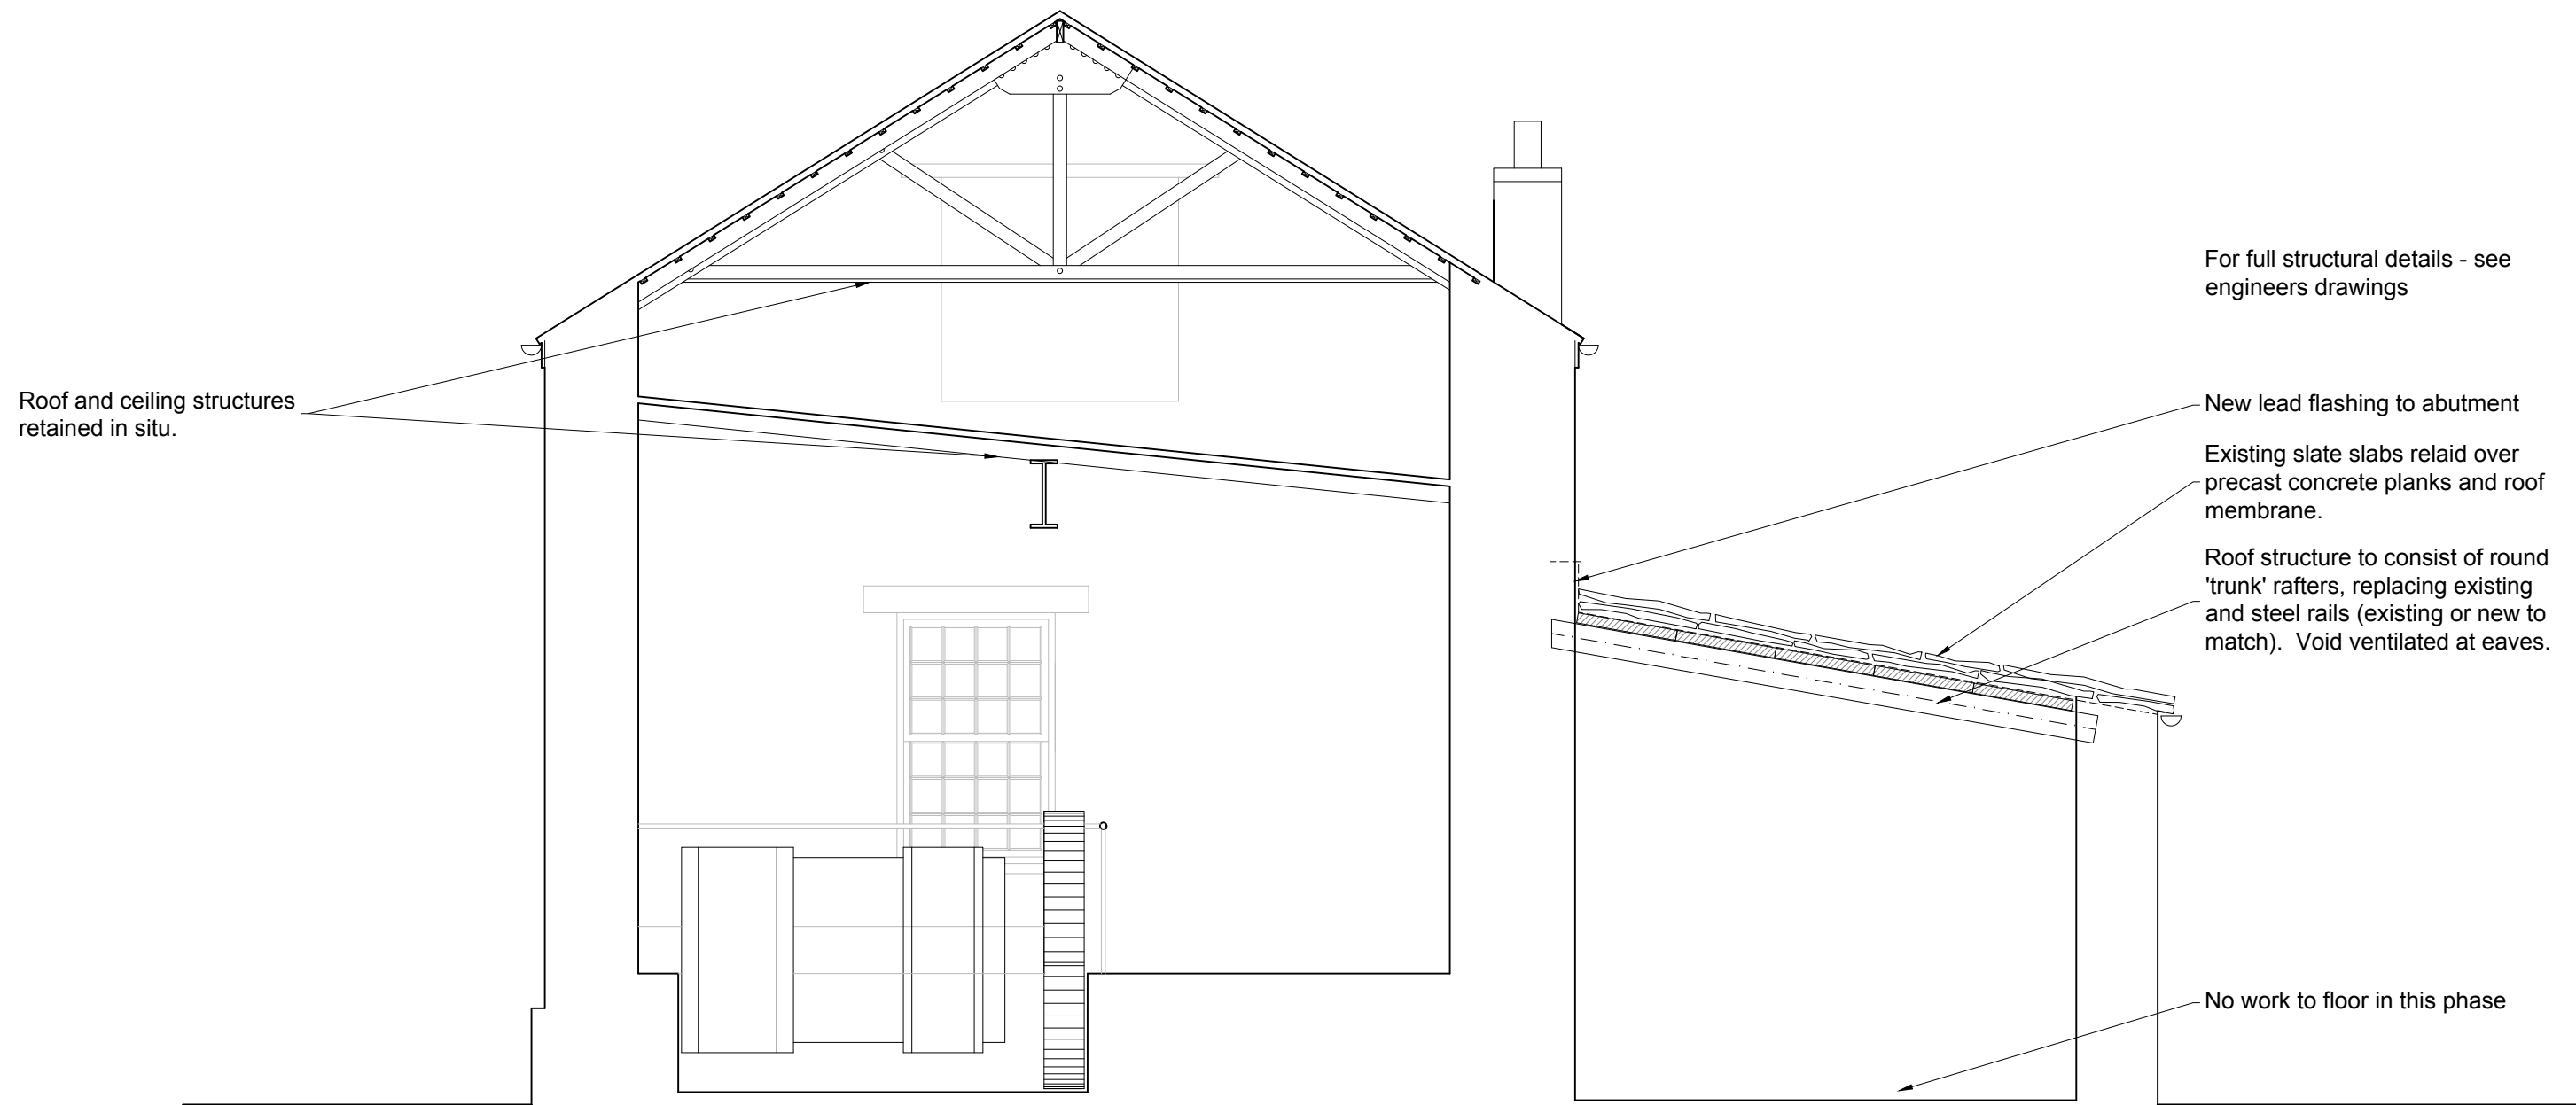 For full structural details - see
engineers drawings
Roof and ceiling structures
retained in situ.
New lead flashing to abutment
Existing slate slabs relaid over
precast concrete planks and roof
membrane.
Roof structure to consist of round
'trunk' rafters, replacing existing
and steel rails (existing or new to
match).  Void ventilated at eaves.
No work to floor in this phase